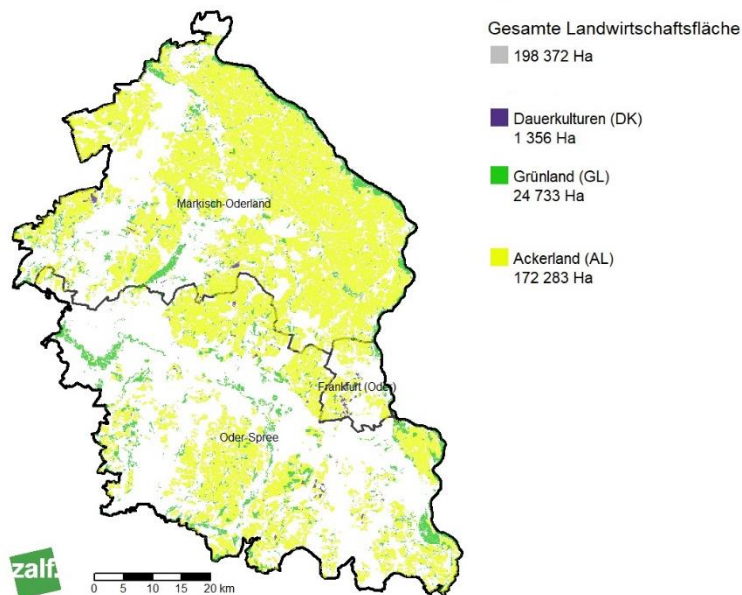 Gesamte Landwirtschaftsfläche
198 372 Ha
Dauerkulturen (DK)
1 356 Ha
Grünland (GL)
24 733 Ha
Ackerland (AL)
172 283 Ha
Märkisch-Oderland
Frankfurt (Oder)
Oder-Spree
zalf.
0 5 10 15 20 km